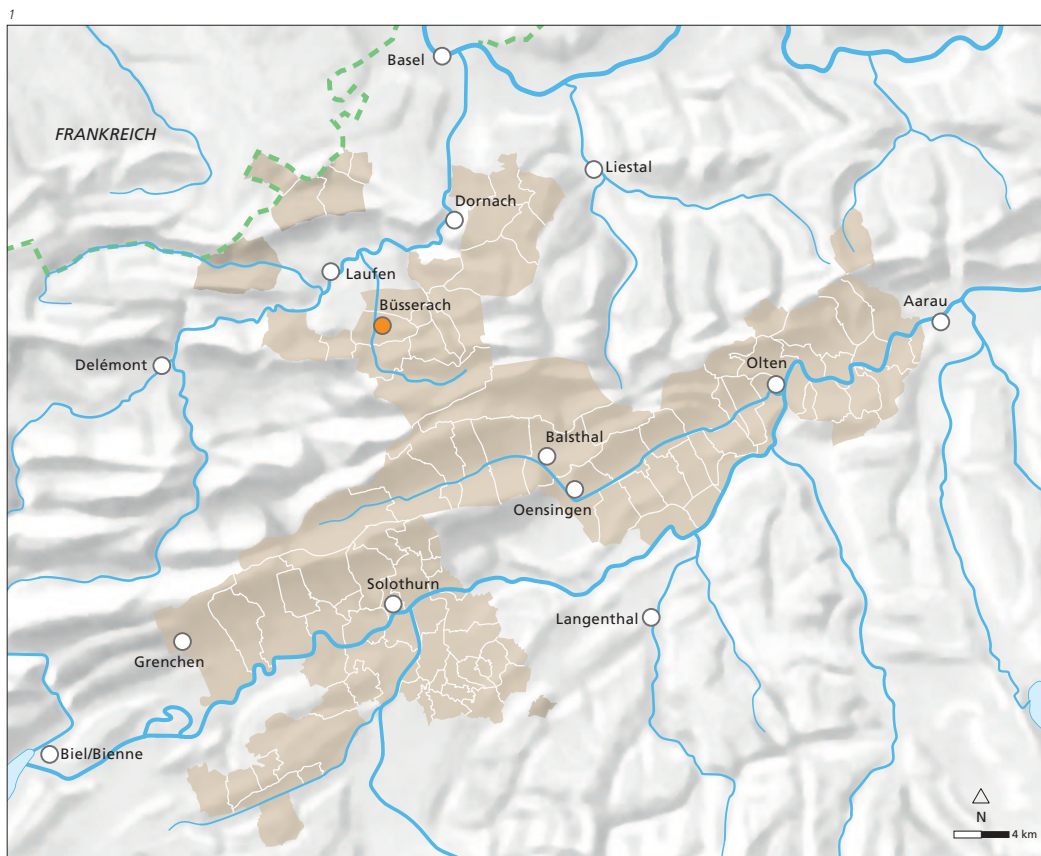 1
Basel
FRANKREICH
Liestal
Dornach
Laufen
Büsserach
Aarau
Delémont
Olten
Balsthal
Oensingen
Solothurn
Langenthal
Grenchen
Biel/Bienne
N
4 km